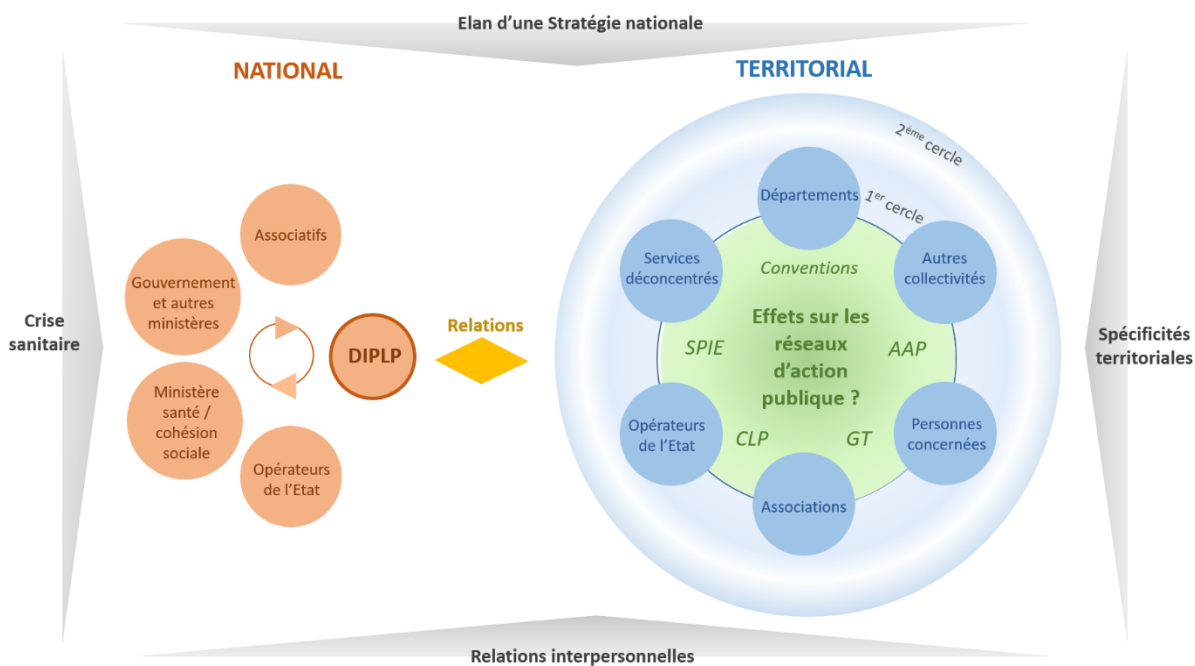 Elan d'une Stratégie nationale
NATIONAL
TERRITORIAL
2ème cercle
1er cercle
Départements
Associatifs
Services
déconcentrés
Autres
collectivités
Conventions
Gouvernement
et autres
ministères
Crise
sanitaire
Relations
DIPLP
Effets sur les
réseaux
d'action
publique ?
SPIE
AAP
Spécificités
territoriales
Ministère
santé /
cohésion
sociale
Opérateurs
de l'Etat
Personnes
concernées
CLP
GT
Opérateurs
de l'Etat
Associations
Relations interpersonnelles